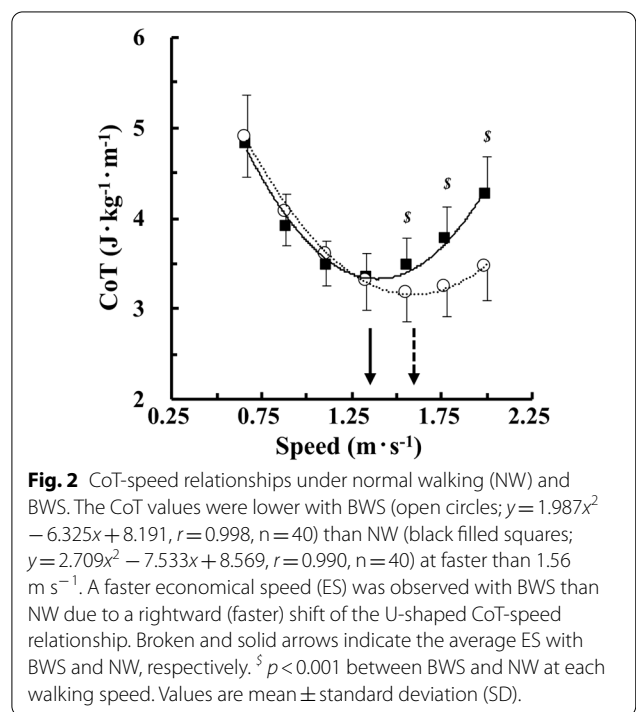 6
5
4
3
2
CoT (J·kg⁻¹·m⁻¹)
$ $ $
0.25 0.75 1.25 1.75 2.25
Speed (m·s⁻¹)
Fig. 2 CoT-speed relationships under normal walking (NW) and
BWS. The CoT values were lower with BWS (open circles; y = 1.987x²
− 6.325x + 8.191, r = 0.998, n = 40) than NW (black filled squares;
y = 2.709x² − 7.533x + 8.569, r = 0.990, n = 40) at faster than 1.56
m s⁻¹. A faster economical speed (ES) was observed with BWS than
NW due to a rightward (faster) shift of the U-shaped CoT-speed
relationship. Broken and solid arrows indicate the average ES with
BWS and NW, respectively. $ p < 0.001 between BWS and NW at each
walking speed. Values are mean ± standard deviation (SD).